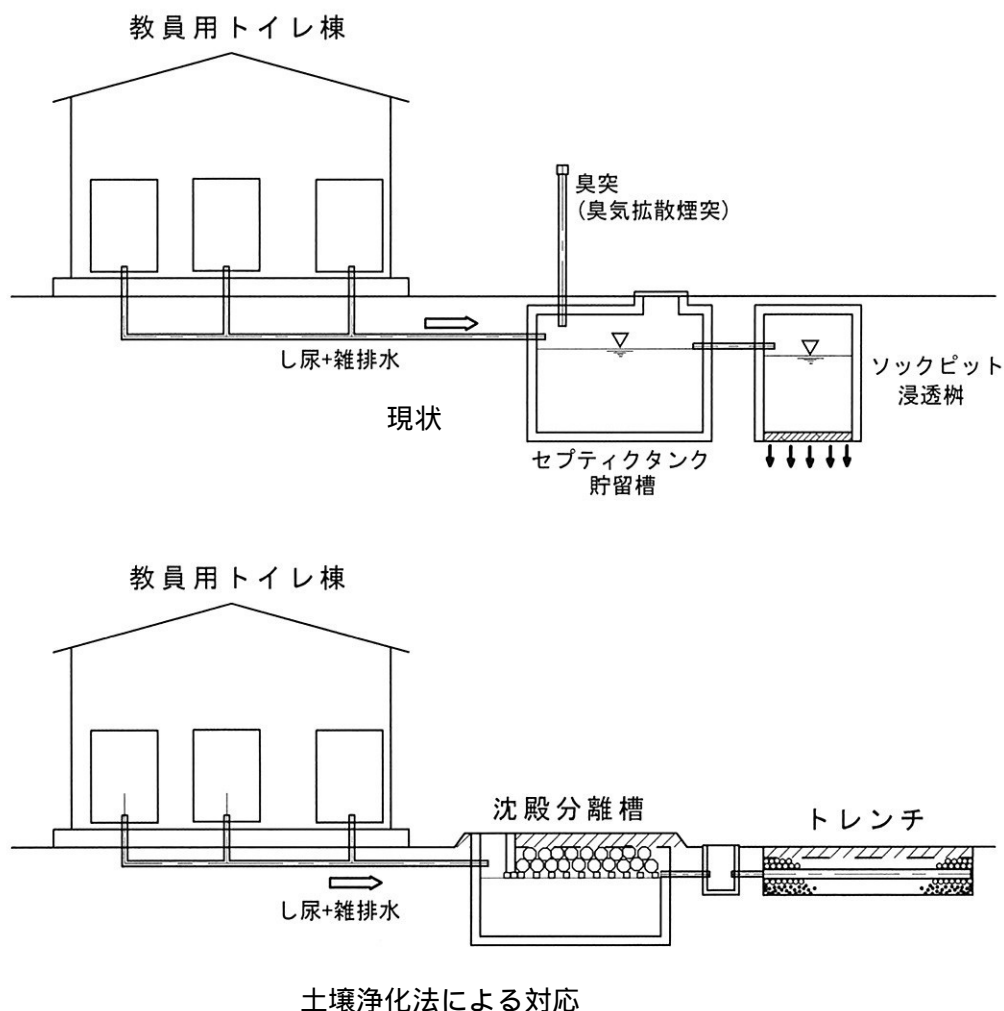 教員用トイレ棟
臭突
(臭気拡散煙突)
し尿+雑排水
現状
セプティクタンク
貯留槽
ソックピット
浸透桝
教員用トイレ棟
沈殿分離槽
トレンチ
し尿+雑排水
土壌浄化法による対応